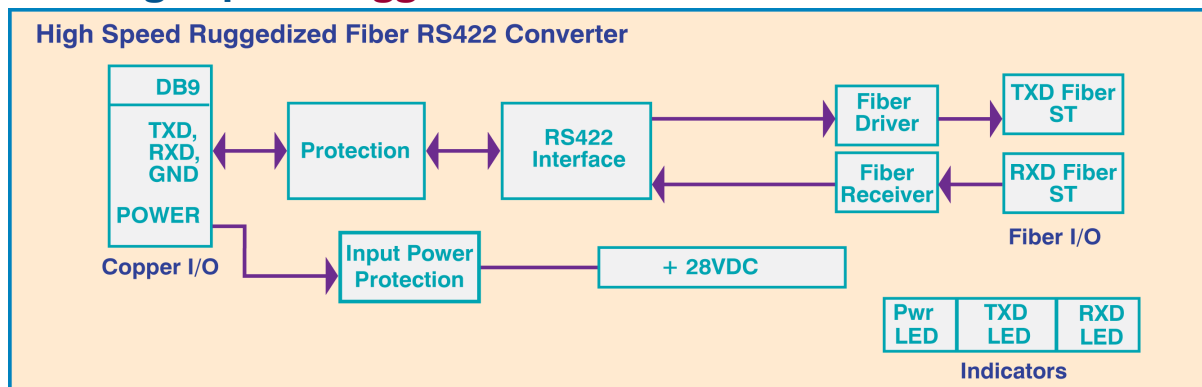 High Speed Ruggedized Fiber RS422 Converter
DB9
TXD,
RXD,
GND
POWER
Copper I/O
Protection
RS422
Interface
Fiber
Driver
TXD Fiber
ST
Fiber
Receiver
RXD Fiber
ST
Fiber I/O
Input Power
Protection
+ 28VDC
Pwr
LED
TXD
LED
RXD
LED
Indicators